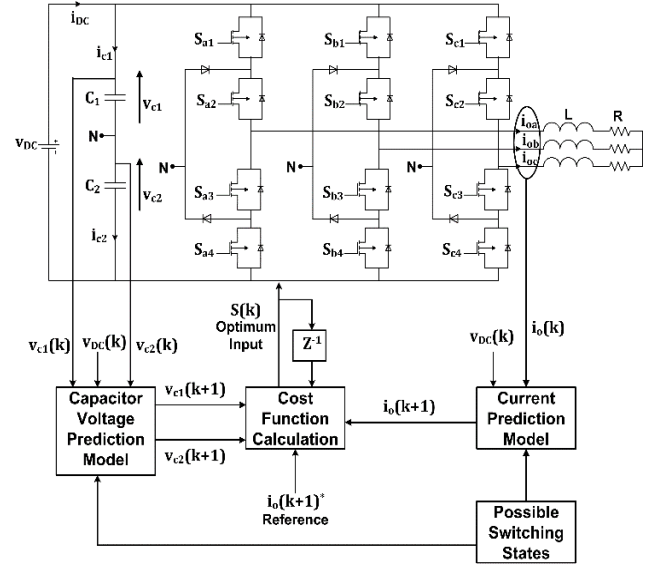 i_DC
S_a1
S_b1
S_c1
i_c1
C₁
v_c1
S_a2
S_b2
S_c2
L
R
i_oa
i_ob
i_oc
v_DC
N
N
N
N
C₂
v_c2
S_a3
S_b3
S_c3
i_c2
S_a4
S_b4
S_c4
S(k)
Optimum
Input
Z⁻¹
v_c1(k)
v_DC(k)
v_c2(k)
v_DC(k)
i_o(k)
Capacitor
Voltage
Prediction
Model
v_c1(k+1)
v_c2(k+1)
Cost
Function
Calculation
i_o(k+1)
Current
Prediction
Model
i_o(k+1)*
Reference
Possible
Switching
States